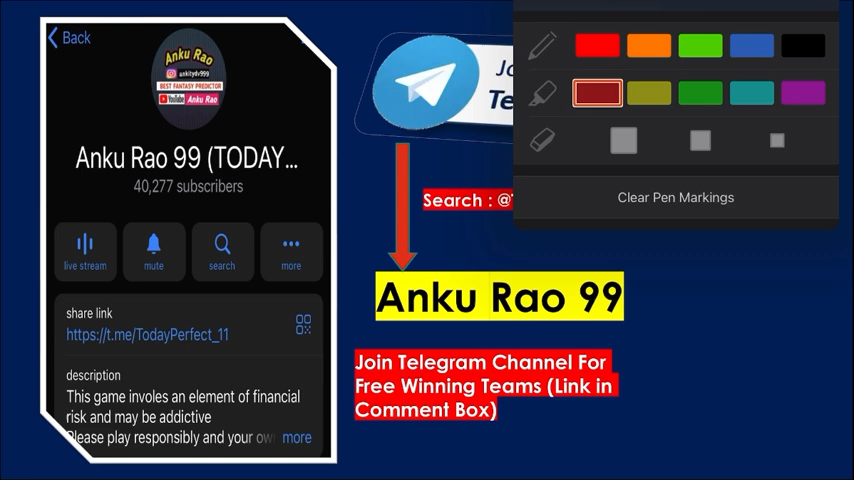 Back
Anku Rao
ankitydv999
BEST FANTASY PREDICTOR
YouTube Anku Rao
Anku Rao 99 (TODAY...
40,277 subscribers
live stream
mute
search
more
share link
https://t.me/TodayPerfect_11
description
This game involes an element of financial
risk and may be addictive
Please play responsibly and your own
more
Jo
Te
Search : @T
Anku Rao 99
Join Telegram Channel For
Free Winning Teams (Link in
Comment Box)
Clear Pen Markings